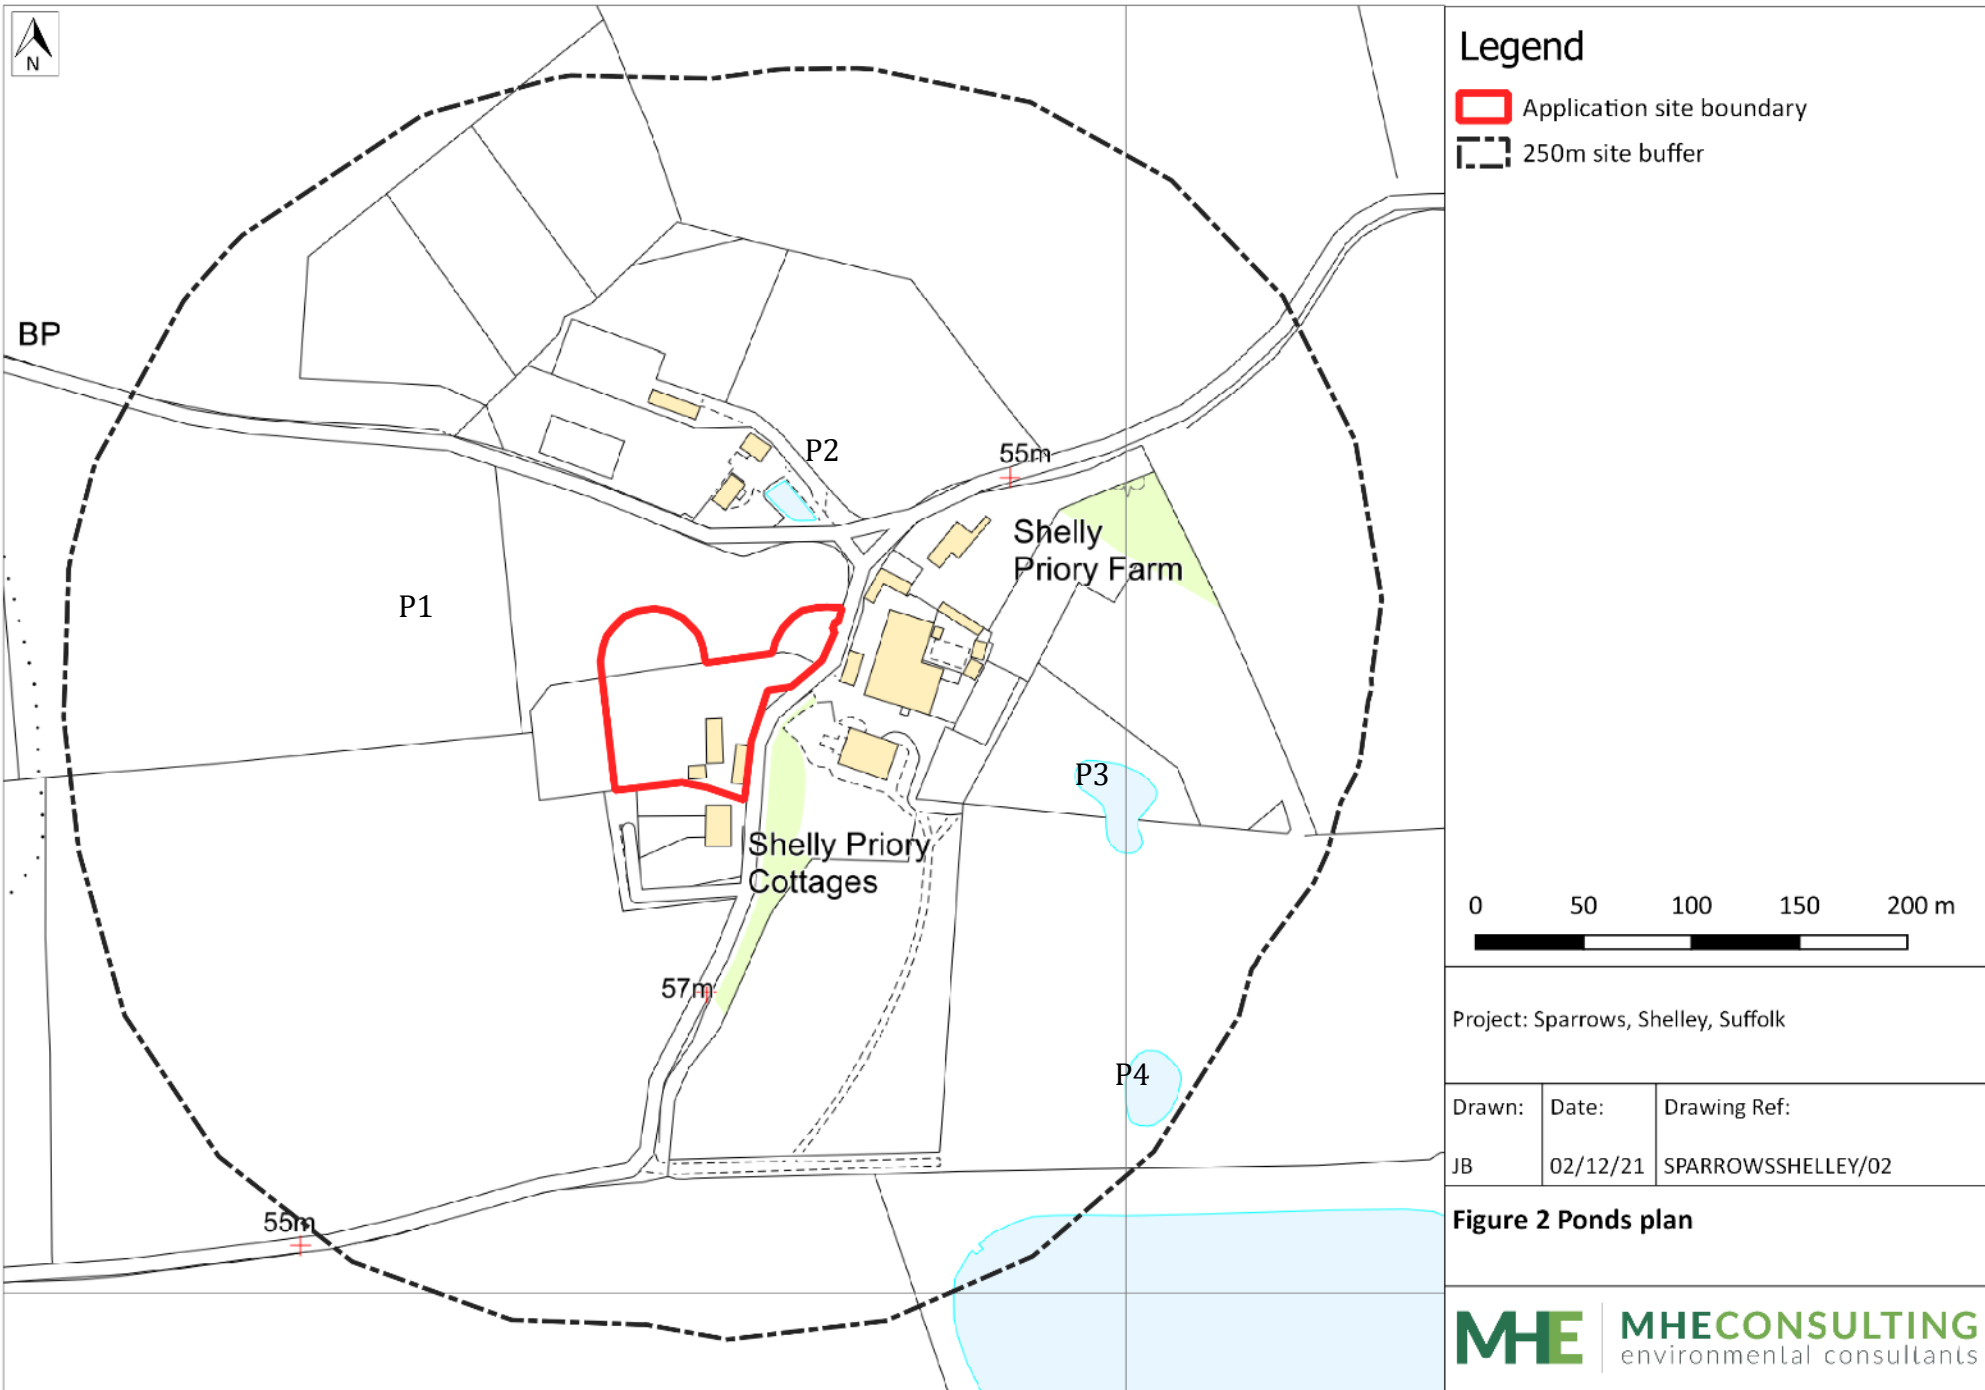 N
BP
P2
55m
Shelly
Priory Farm
P1
P3
Shelly Priory
Cottages
57m
P4
55m
Legend
Application site boundary
250m site buffer
0 50 100 150 200 m
Project: Sparrows, Shelley, Suffolk
Drawn: Date: Drawing Ref:
JB 02/12/21 SPARROWSSHELLEY/02
Figure 2 Ponds plan
MHE MHECONSULTING
environmental consultants